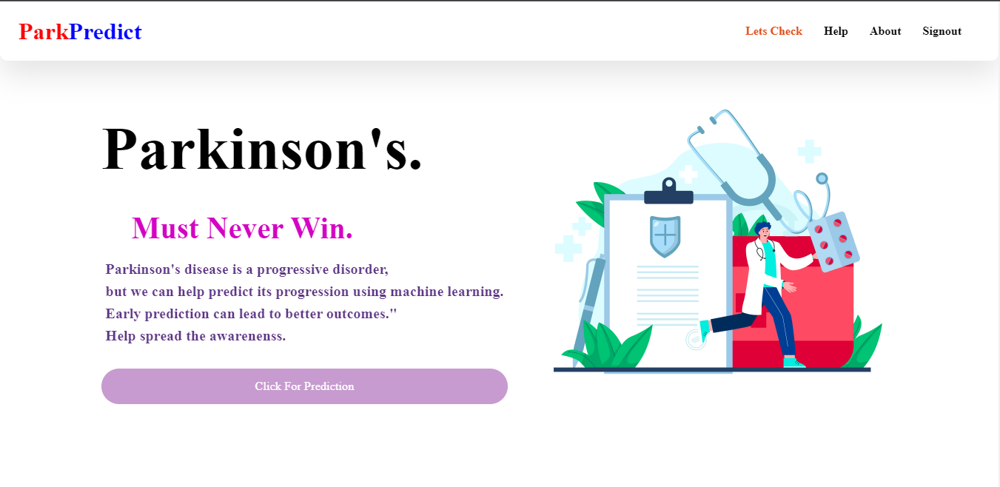 ParkPredict
Lets Check Help About Signout
Parkinson's.
Must Never Win.
Parkinson's disease is a progressive disorder,
but we can help predict its progression using machine learning.
Early prediction can lead to better outcomes."
Help spread the awarenenss.
Click For Prediction